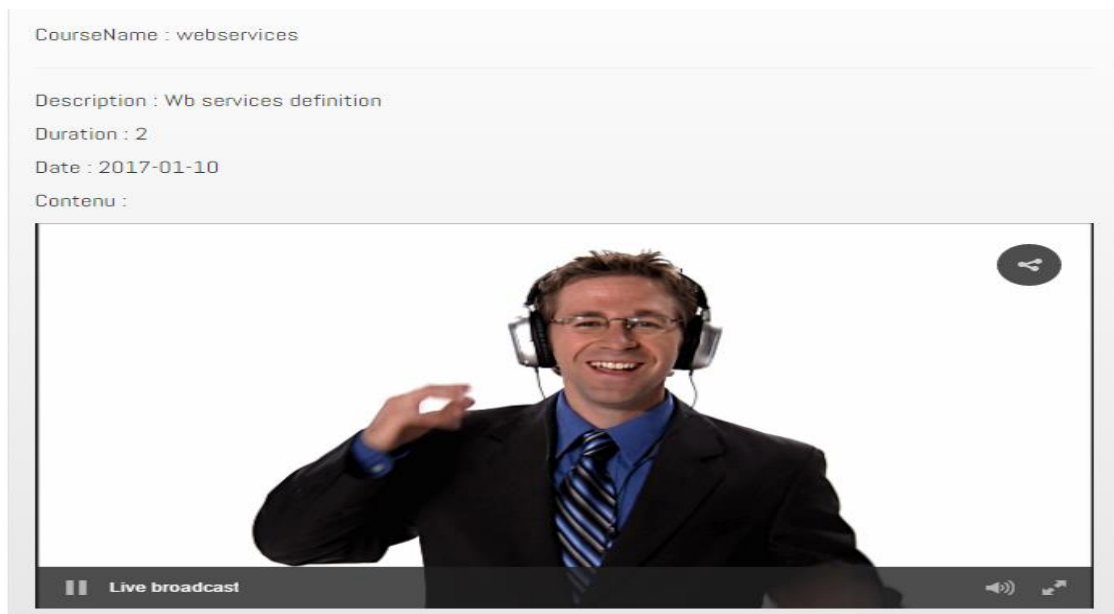 CourseName : webservices
Description : Wb services definition
Duration : 2
Date : 2017-01-10
Contenu :
Live broadcast